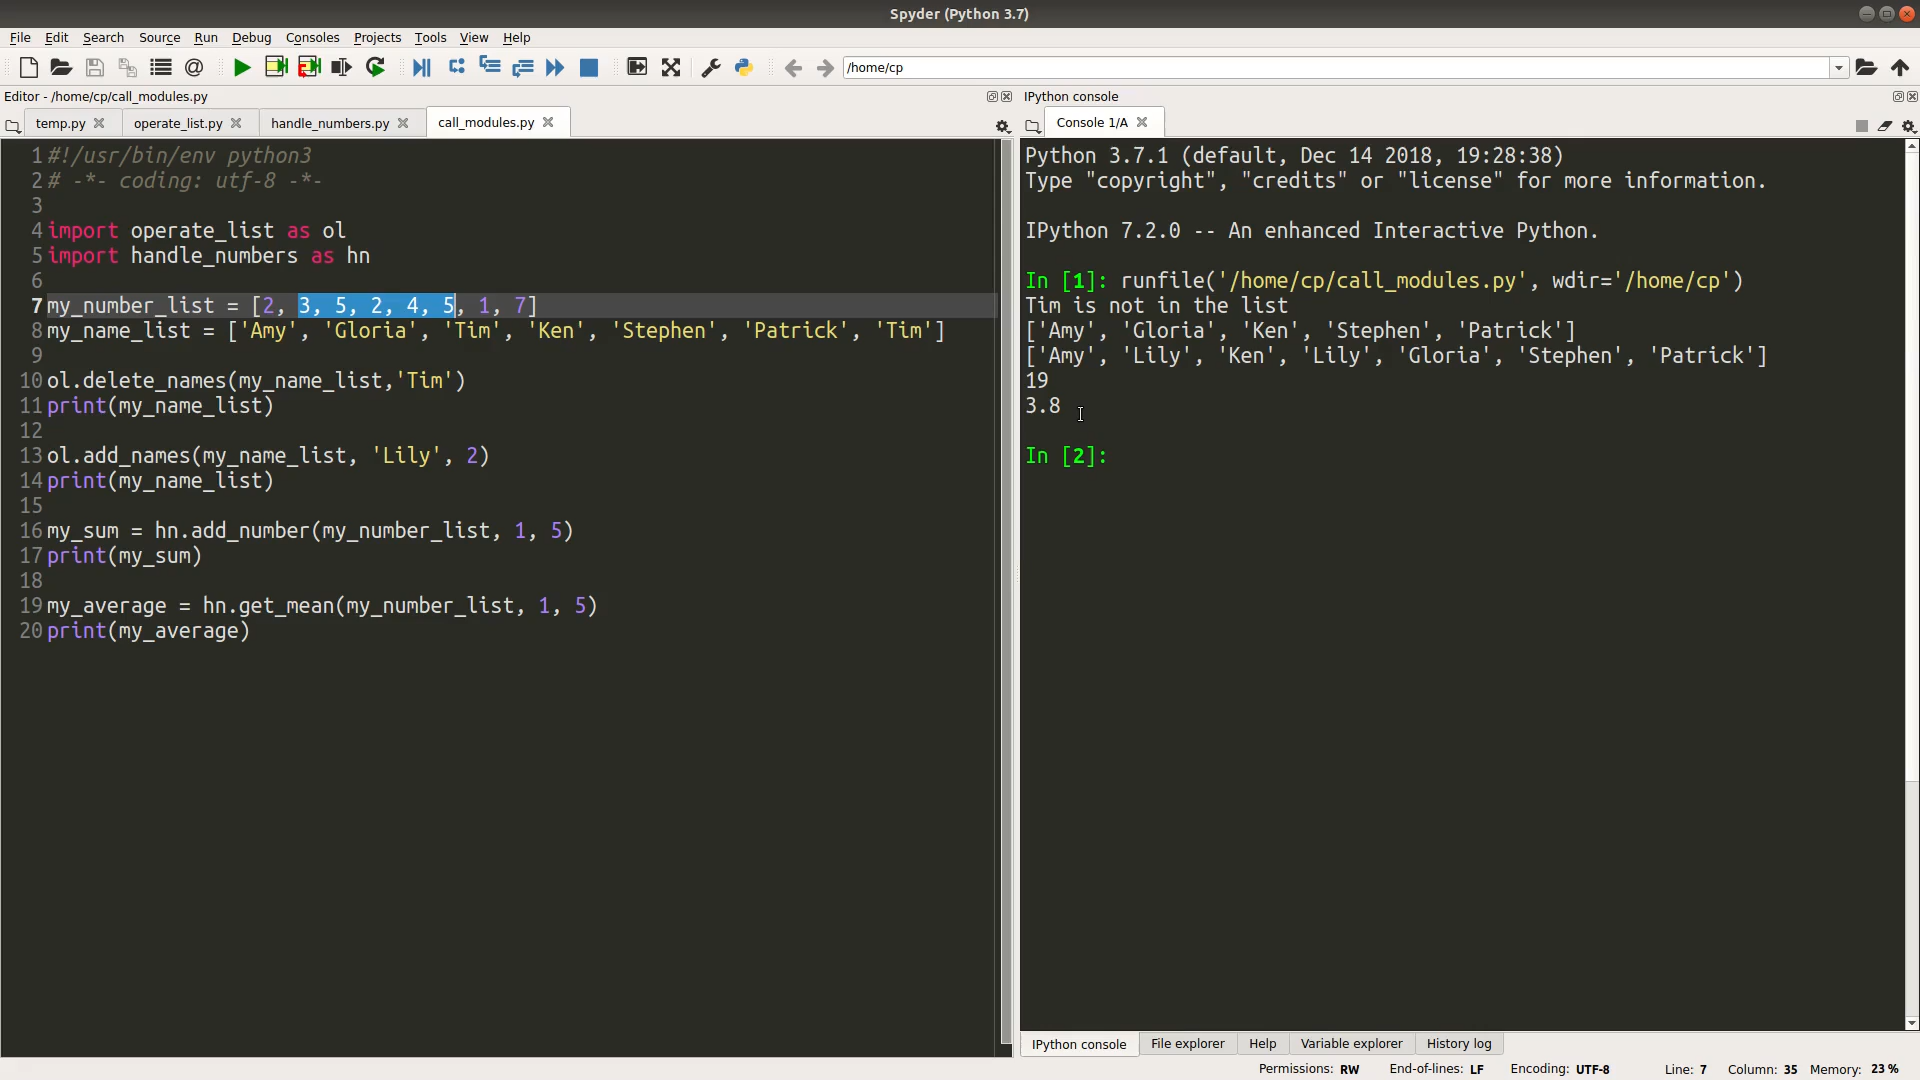 Spyder (Python 3.7)
File Edit Search Source Run Debug Consoles Projects Tools View Help
/home/cp
Editor - /home/cp/call_modules.py
temp.py operate_list.py handle_numbers.py call_modules.py
1 #!/usr/bin/env python3
2 # -*- coding: utf-8 -*-
3
4 import operate_list as ol
5 import handle_numbers as hn
6
7 my_number_list = [2, 3, 5, 2, 4, 5, 1, 7]
8 my_name_list = ['Amy', 'Gloria', 'Tim', 'Ken', 'Stephen', 'Patrick', 'Tim']
9
10 ol.delete_names(my_name_list,'Tim')
11 print(my_name_list)
12
13 ol.add_names(my_name_list, 'Lily', 2)
14 print(my_name_list)
15
16 my_sum = hn.add_number(my_number_list, 1, 5)
17 print(my_sum)
18
19 my_average = hn.get_mean(my_number_list, 1, 5)
20 print(my_average)
IPython console
Console 1/A
Python 3.7.1 (default, Dec 14 2018, 19:28:38)
Type "copyright", "credits" or "license" for more information.
IPython 7.2.0 -- An enhanced Interactive Python.
In [1]: runfile('/home/cp/call_modules.py', wdir='/home/cp')
Tim is not in the list
['Amy', 'Gloria', 'Ken', 'Stephen', 'Patrick']
['Amy', 'Lily', 'Ken', 'Lily', 'Gloria', 'Stephen', 'Patrick']
19
3.8
In [2]:
IPython console File explorer Help Variable explorer History log
Permissions: RW End-of-lines: LF Encoding: UTF-8 Line: 7 Column: 35 Memory: 23 %